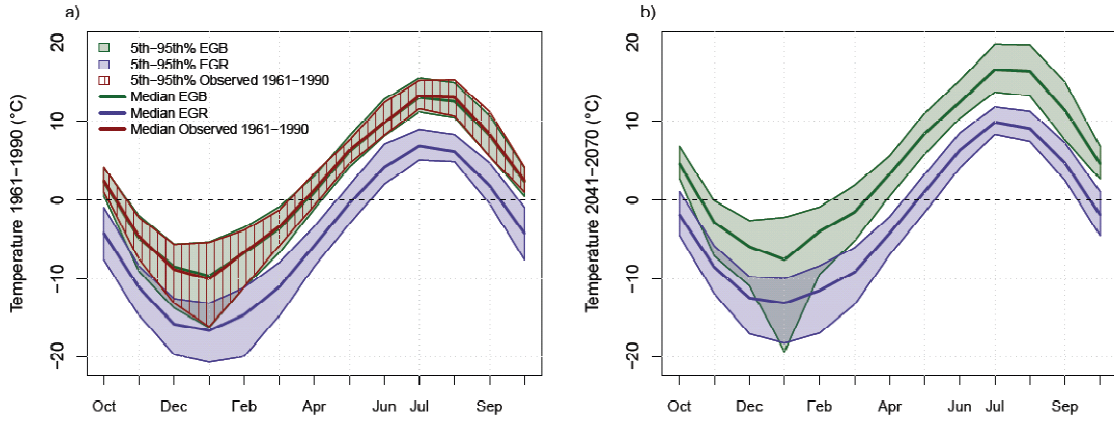 a)
Temperature 1961−1990 (°C)
20
10
0
−10
−20
5th−95th% EGB
5th−95th% EGR
5th−95th% Observed 1961−1990
Median EGB
Median EGR
Median Observed 1961−1990
Oct Dec Feb Apr Jun Jul Sep
b)
Temperature 2041−2070 (°C)
20
10
0
−10
−20
Oct Dec Feb Apr Jun Jul Sep